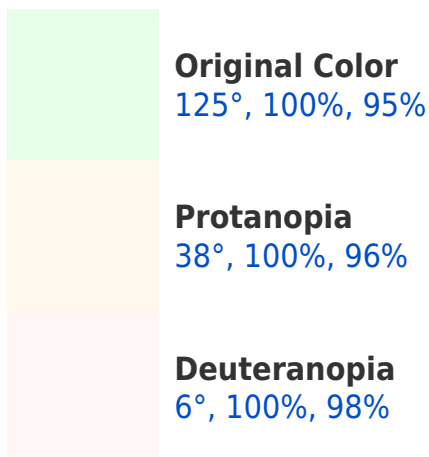 Original Color
125°, 100%, 95%
Protanopia
38°, 100%, 96%
Deuteranopia
6°, 100%, 98%